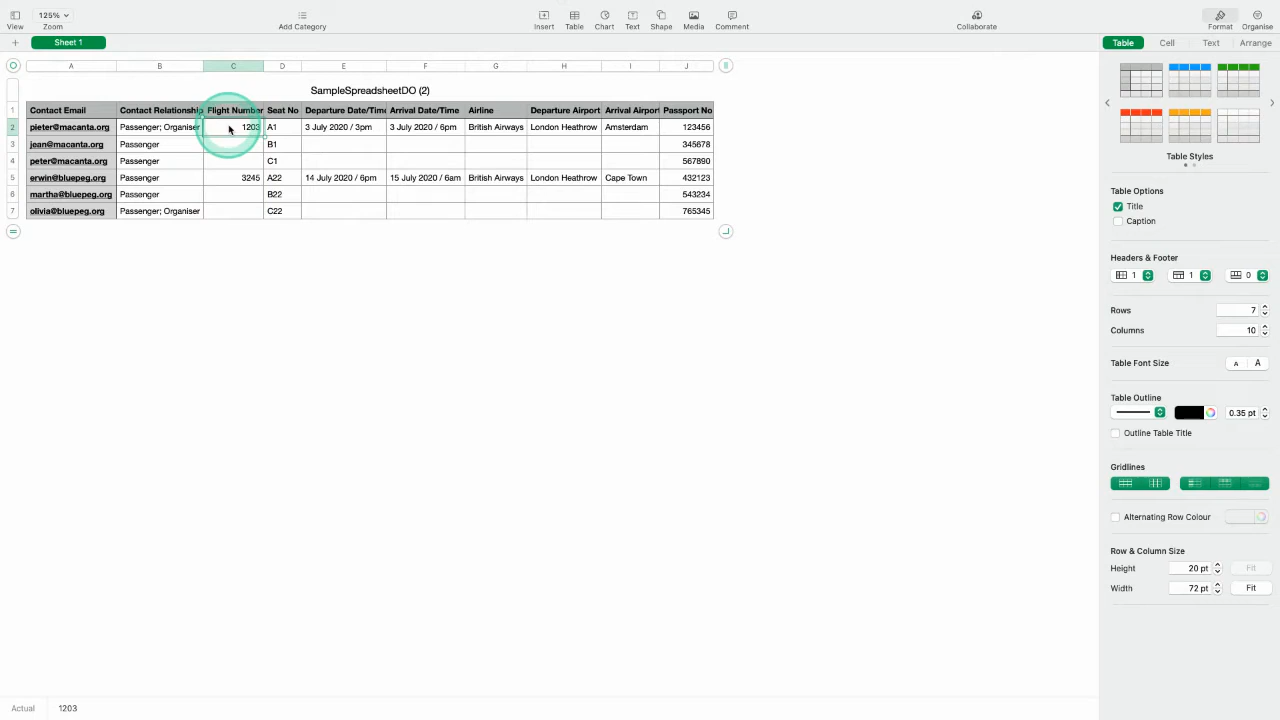 125%
View Zoom Add Category Insert Table Chart Text Shape Media Comment Collaborate Format Organise
Sheet 1
Table Cell Text Arrange
A B C D E F G H I J
SampleSpreadsheetDO (2)
1 Contact Email Contact Relationship Flight Number Seat No Departure Date/Time Arrival Date/Time Airline Departure Airport Arrival Airport Passport No
2 pieter@macanta.org Passenger; Organiser 1203 A1 3 July 2020 / 3pm 3 July 2020 / 6pm British Airways London Heathrow Amsterdam 123456
3 jean@macanta.org Passenger B1 345678
4 peter@macanta.org Passenger C1 567890
5 erwin@bluepeg.org Passenger 3245 A22 14 July 2020 / 6pm 15 July 2020 / 6am British Airways London Heathrow Cape Town 432123
6 martha@bluepeg.org Passenger B22 543234
7 olivia@bluepeg.org Passenger; Organiser C22 765345
Table Styles
Table Options
Title
Caption
Headers & Footer
1 1 0
Rows 7
Columns 10
Table Font Size A A
Table Outline
0.35 pt
Outline Table Title
Gridlines
Alternating Row Colour
Row & Column Size
Height 20 pt Fit
Width 72 pt Fit
Actual 1203